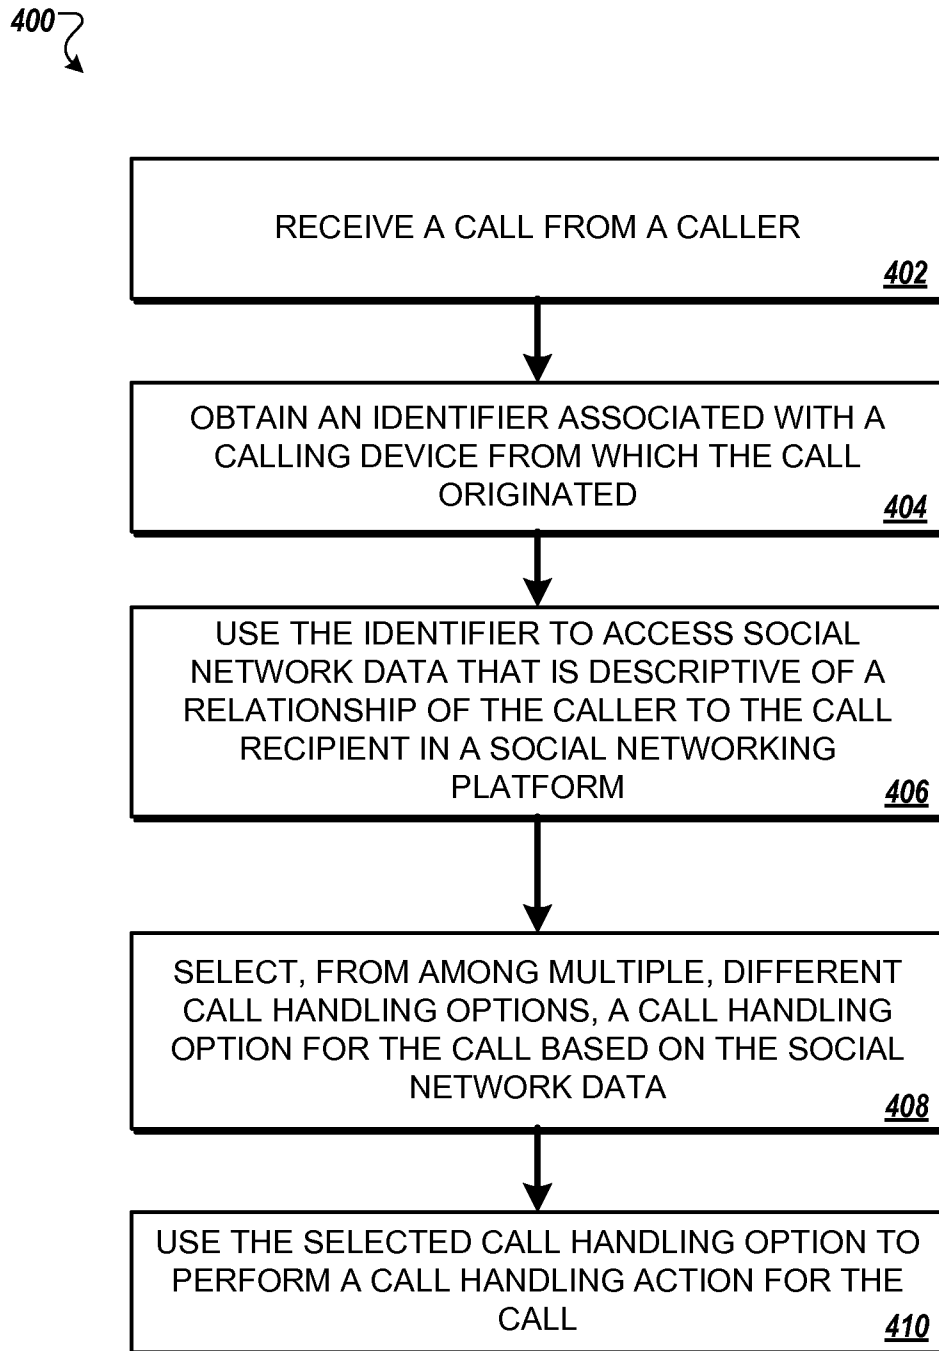 400
RECEIVE A CALL FROM A CALLER
402
OBTAIN AN IDENTIFIER ASSOCIATED WITH A
CALLING DEVICE FROM WHICH THE CALL
ORIGINATED
404
USE THE IDENTIFIER TO ACCESS SOCIAL
NETWORK DATA THAT IS DESCRIPTIVE OF A
RELATIONSHIP OF THE CALLER TO THE CALL
RECIPIENT IN A SOCIAL NETWORKING
PLATFORM
406
SELECT, FROM AMONG MULTIPLE, DIFFERENT
CALL HANDLING OPTIONS, A CALL HANDLING
OPTION FOR THE CALL BASED ON THE SOCIAL
NETWORK DATA
408
USE THE SELECTED CALL HANDLING OPTION TO
PERFORM A CALL HANDLING ACTION FOR THE
CALL
410